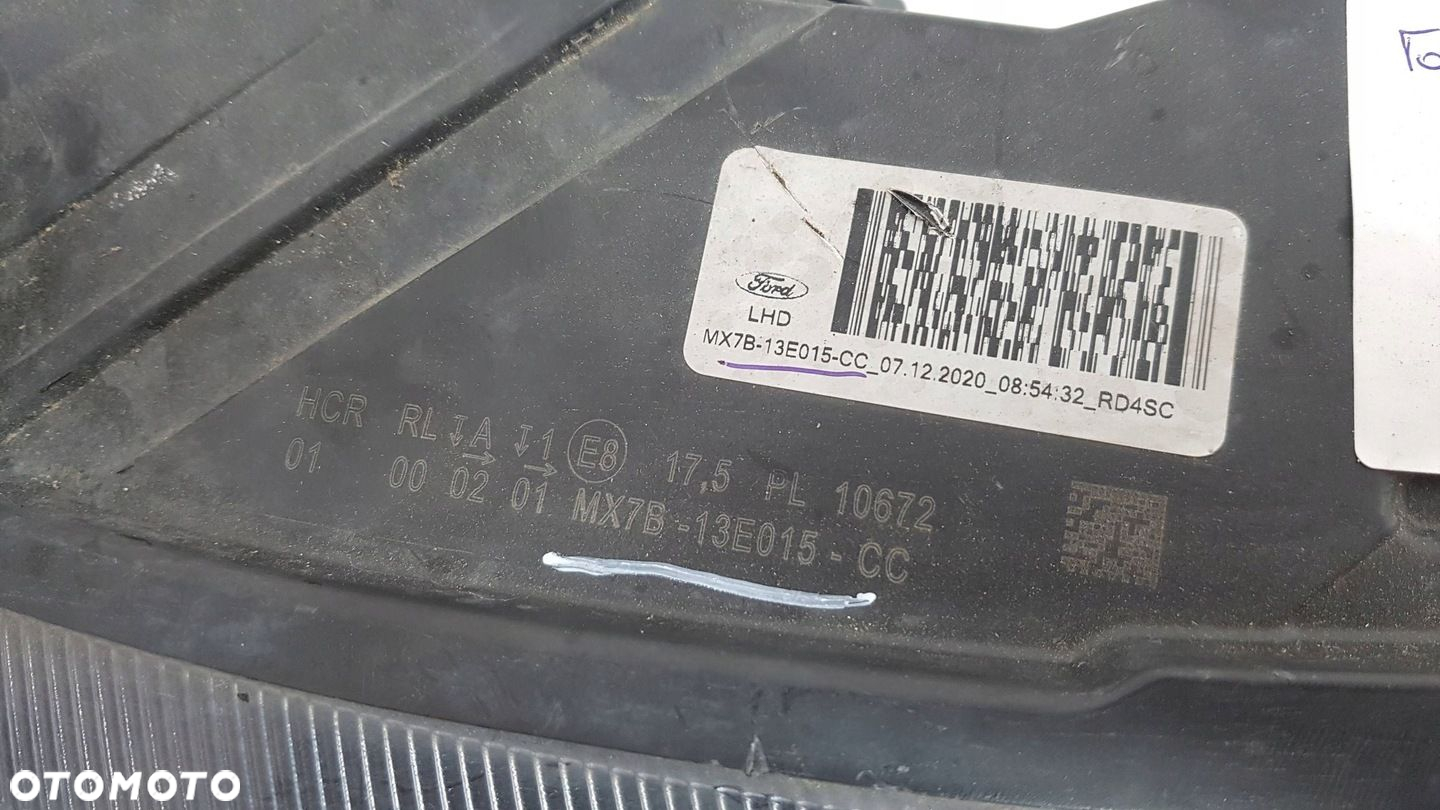 To
Ford
LHD
MX7B-13E015-CC_07.12.2020_08:54:32_RD4SC
HCR RL A 1 E8 17,5 PL 10672
01 00 02 01 MX7B-13E015-CC
OTOMOTO